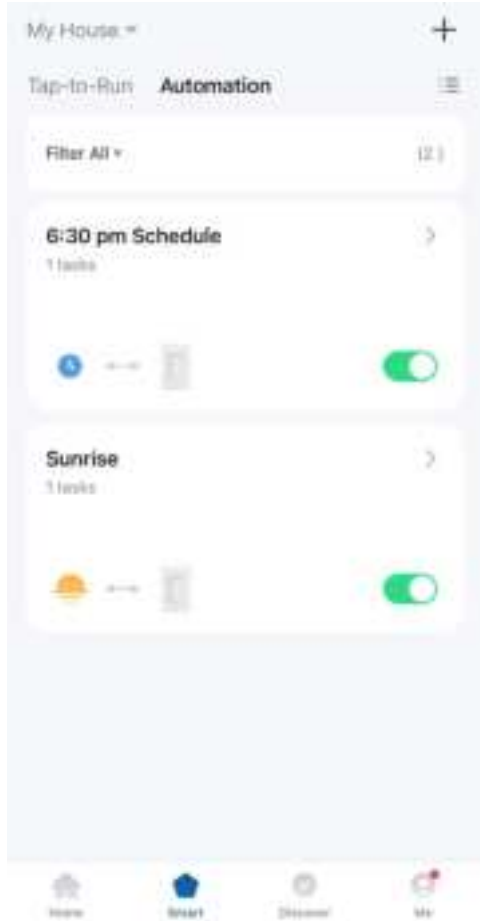 My House
Tap-to-Run Automation
Filter All (2)
6:30 pm Schedule
1 tasks
Sunrise
1 tasks
Home Smart Discover Me